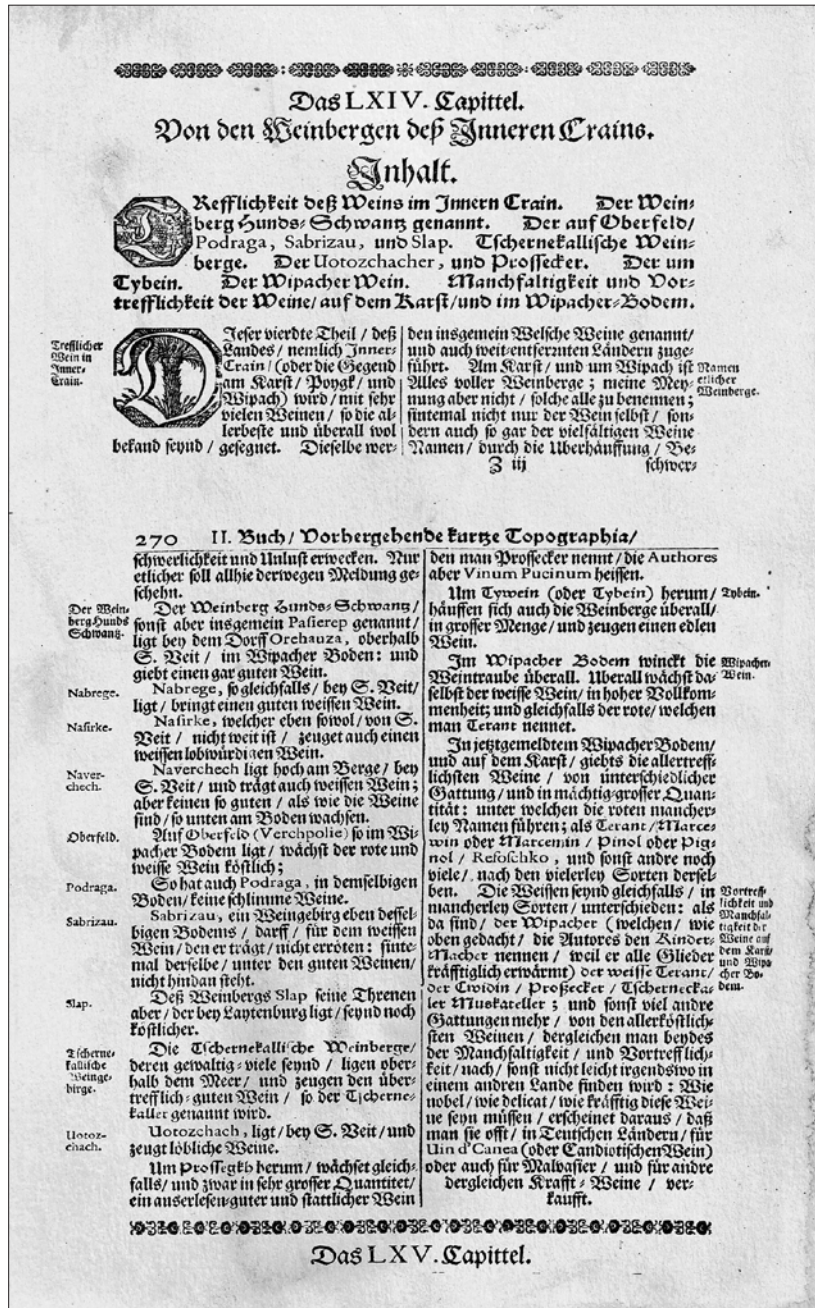 Das LXIV. Capittel.
Von den Weinbergen deß Inneren Crains.
Inhalt.
TRefflichkeit deß Weins im Innern Crain. Der Wein-
berg Hunds-Schwantz genannt. Der auf Oberfeld/
Podraga, Sabrizau, und Slap. Tschernekallische Wein-
berge. Der Uotozchacher, und Prossecker. Der um
Tybein. Der Wipacher Wein. Manchfaltigkeit und Vor-
trefflichkeit der Weine/ auf dem Karst/ und im Wipacher-Bodem.
Trefflicher
Wein in
Inner-
Crain.
DIeser vierdte Theil / deß
Landes / nemlich Inner-
Crain / (oder die Gegend
am Karst / Poygk / und
Wipach) wird / mit sehr
vielen Weinen / so die al-
lerbeste und überall wol
bekand seynd / gesegnet. Dieselbe wer-
den insgemein Welsche Weine genannt/
und auch weit-entfernten Ländern zuge-
führt. Am Karst / und um Wipach ist
Alles voller Weinberge ; meine Mey-
nung aber nicht / solche alle zu benennen ;
sintemal nicht nur der Wein selbst / son-
dern auch so gar der vielfältigen Weine
Namen / durch die Uberhäuffung / Be-
Namen
etlicher
Weinberge.
Z iij
schwer-
270 II. Buch / Vorhergehende kurtze Topographia/
schwerlichkeit und Unlust erwecken. Nur
etlicher soll allhie derwegen Meldung ge-
schehn.
Der Wein-
berg Hunds
Schwantz.
Der Weinberg Hunds-Schwantz/
sonst aber insgemein Pasierep genannt/
ligt bey dem Dorff Orehauza, oberhalb
S. Veit / im Wipacher Boden : und
giebt einen gar guten Wein.
Nabrege.
Nabrege, so gleichfalls / bey S. Veit/
ligt / bringt einen guten weissen Wein.
Nasirke.
Nasirke, welcher eben sowol / von S.
Veit / nicht weit ist / zeuget auch einen
weissen lobwürdigen Wein.
Naver-
chech.
Naverchech ligt hoch am Berge / bey
S. Veit / und trägt auch weissen Wein ;
aber keinen so guten / als wie die Weine
sind / so unten am Boden wachsen.
Oberfeld.
Auf Oberfeld (Verchpolie) so im Wi-
pacher Bodem ligt / wächst der rote und
weisse Wein köstlich ;
Podraga.
So hat auch Podraga, in demselbigen
Boden / keine schlimme Weine.
Sabrizau.
Sabrizau, ein Weingebirg eben dessel-
bigen Bodems / darff / für dem weissen
Wein / den er trägt / nicht erröten : sinte-
mal derselbe / unter den guten Weinen/
nicht hindan steht.
Slap.
Deß Weinbergs Slap seine Threnen
aber / der bey Laytenburg ligt / seynd noch
köstlicher.
Tscherne-
kallische
Weinge-
birge.
Die Tschernekallische Weinberge/
deren gewaltig-viele seynd / ligen ober-
halb dem Meer / und zeugen den über-
trefflich-guten Wein / so der Tscherne-
kaller genannt wird.
Uotoz-
chach.
Uotozchach, ligt / bey S. Veit / und
zeugt löbliche Weine.
Um Prossegkh herum / wächset gleich-
falls / und zwar in sehr grosser Quantitet/
ein auserlesen-guter und stattlicher Wein
den man Prossecker nennt / die Authores
aber Vinum Pucinum heissen.
Um Tywein (oder Tybein) herum/
häuffen sich auch die Weinberge überall/
in grosser Menge / und zeugen einen edlen
Wein.
Tybein.
Im Wipacher Bodem winckt die
Weintraube überall. Uberall wächst da-
selbst der weisse Wein / in hoher Vollkom-
menheit; und gleichfalls der rote / welchen
man Terant nennet.
Wipacher-
Wein.
In jetztgemeldtem Wipacher Bodem/
und auf dem Karst / giebts die allertreff-
lichsten Weine / von unterschiedlicher
Gattung / und in mächtig-grosser Quan-
tität : unter welchen die roten mancher-
ley Namen führen ; als Terant / Marce-
win oder Marcemin / Pinol oder Pig-
nol / Refoschko, und sonst andre noch
viele / nach den vielerley Sorten dersel-
ben. Die Weissen seynd gleichfalls / in
mancherley Sorten / unterschieden : als
da sind / der Wipacher (welchen / wie
oben gedacht / die Autores den Kinder-
Macher nennen / weil er alle Glieder
kräfftiglich erwärmt) der weisse Terant/
der Cividin / Proßecker / Tschernecka-
ler Muskateller ; und sonst viel andre
Gattungen mehr / von den allerköstlich-
sten Weinen / dergleichen man beydes
der Manchfaltigkeit / und Vortrefflich-
keit / nach / sonst nicht leicht irgendswo in
einem andren Lande finden wird : Wie
nobel / wie delicat / wie kräfftig diese Wei-
ne seyn müssen / erscheinet daraus / daß
man sie offt / in Teutschen Ländern / für
Uin d'Canea (oder Candiotischen Wein)
oder auch für Malvasier / und für andre
dergleichen Krafft-Weine / ver-
kaufft.
Vortreff-
lichkeit und
Manchfal-
tigkeit der
Weine auf
dem Karst
und Wipa-
cher Bo-
dem.
Das LXV. Capittel.